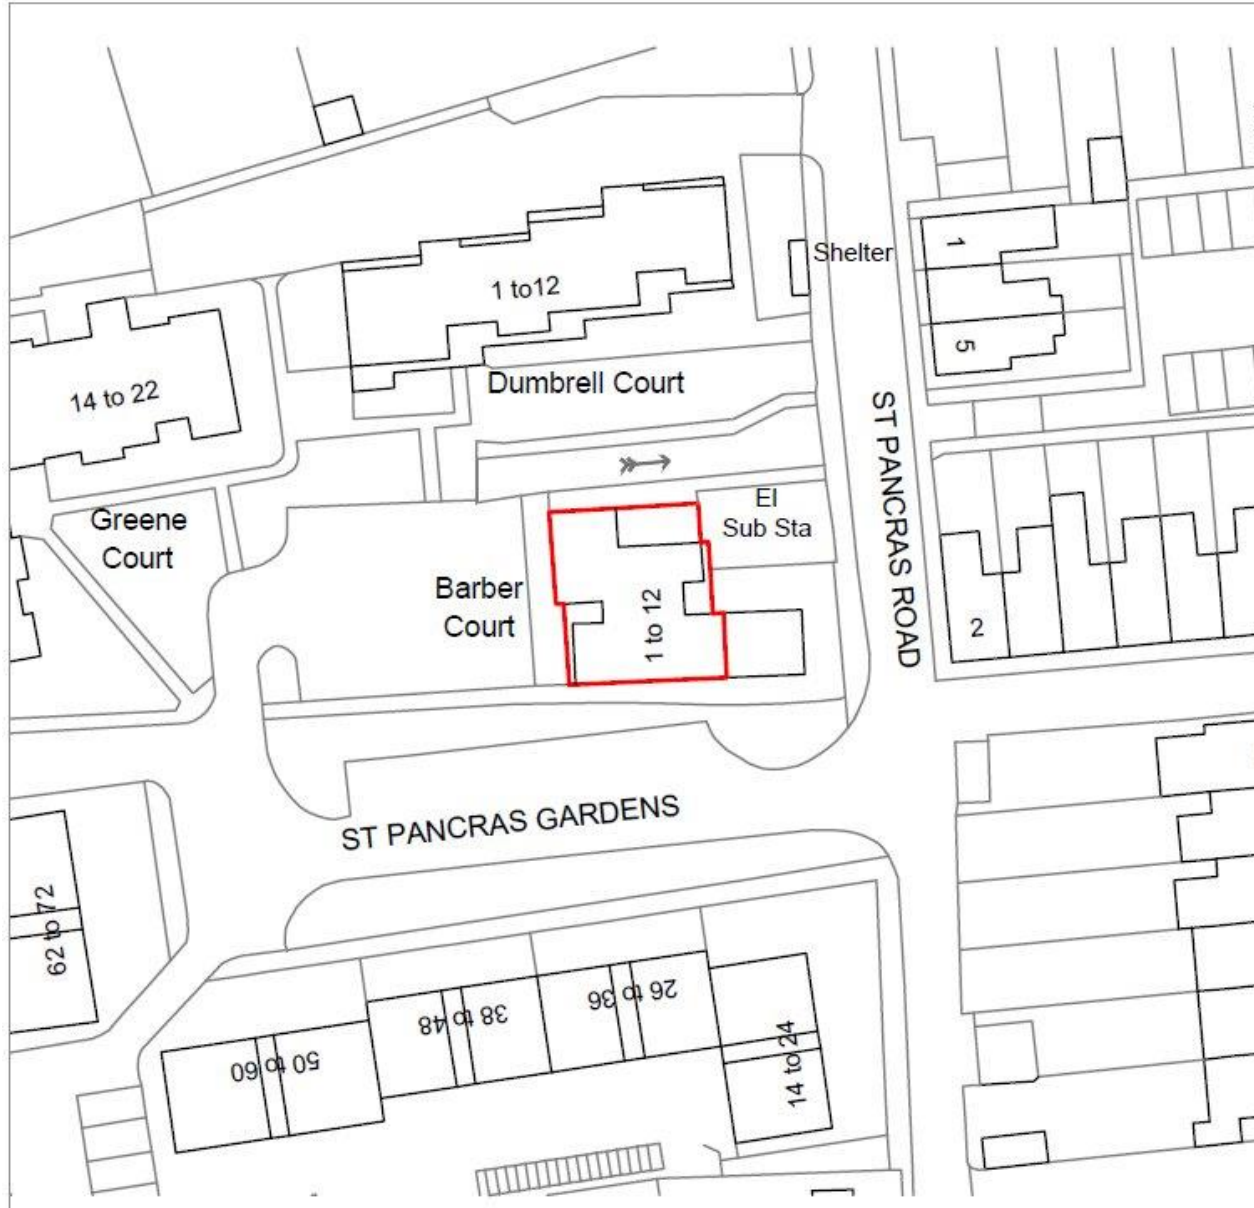 Shelter
1
1 to12
5
Dumbrell Court
14 to 22
ST PANCRAS ROAD
El
Sub Sta
Greene
Court
Barber
Court
1 to 12
2
ST PANCRAS GARDENS
62 to 72
26 to 36
38 to 48
50 to 60
14 to 24